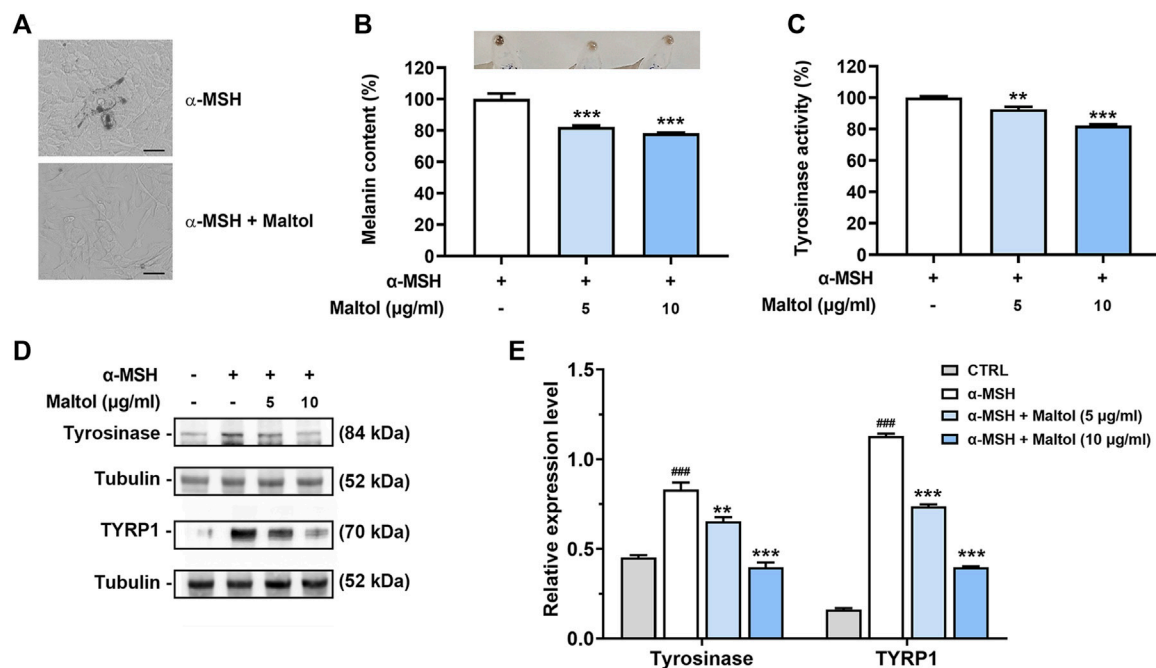 A
α-MSH
α-MSH + Maltol
B
Melanin content (%)
120
100
80
60
40
20
0
*** ***
α-MSH + + +
Maltol (µg/ml) - 5 10
C
Tyrosinase activity (%)
120
100
80
60
40
20
0
** ***
α-MSH + + +
Maltol (µg/ml) - 5 10
D
α-MSH - + + +
Maltol (µg/ml) - - 5 10
Tyrosinase - (84 kDa)
Tubulin - (52 kDa)
TYRP1 - (70 kDa)
Tubulin - (52 kDa)
E
Relative expression level
1.5
1.0
0.5
0.0
CTRL
α-MSH
α-MSH + Maltol (5 µg/ml)
α-MSH + Maltol (10 µg/ml)
### ** ***
### *** ***
Tyrosinase TYRP1